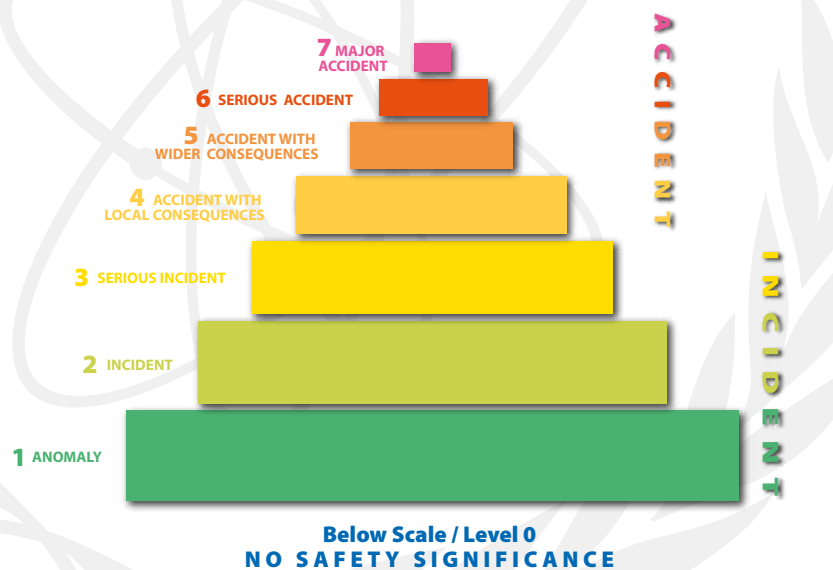 7 MAJOR
ACCIDENT
6 SERIOUS ACCIDENT
5 ACCIDENT WITH
WIDER CONSEQUENCES
4 ACCIDENT WITH
LOCAL CONSEQUENCES
3 SERIOUS INCIDENT
2 INCIDENT
1 ANOMALY
ACCIDENT
INCIDENT
Below Scale / Level 0
NO SAFETY SIGNIFICANCE